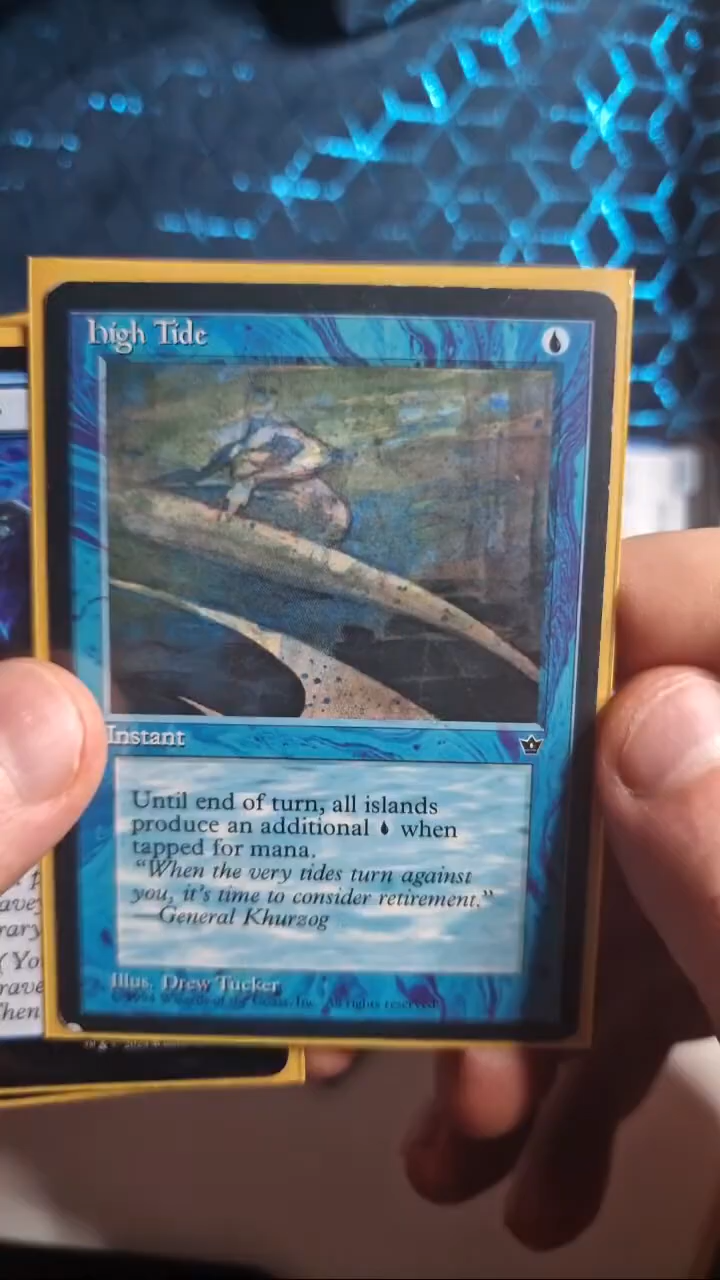 High Tide
Instant
Until end of turn, all islands
produce an additional when
tapped for mana.
“When the very tides turn against
you, it's time to consider retirement.”
—General Khurzog
Illus. Drew Tucker
© 1994 Wizards of the Coast, Inc. All rights reserved.
(Yo